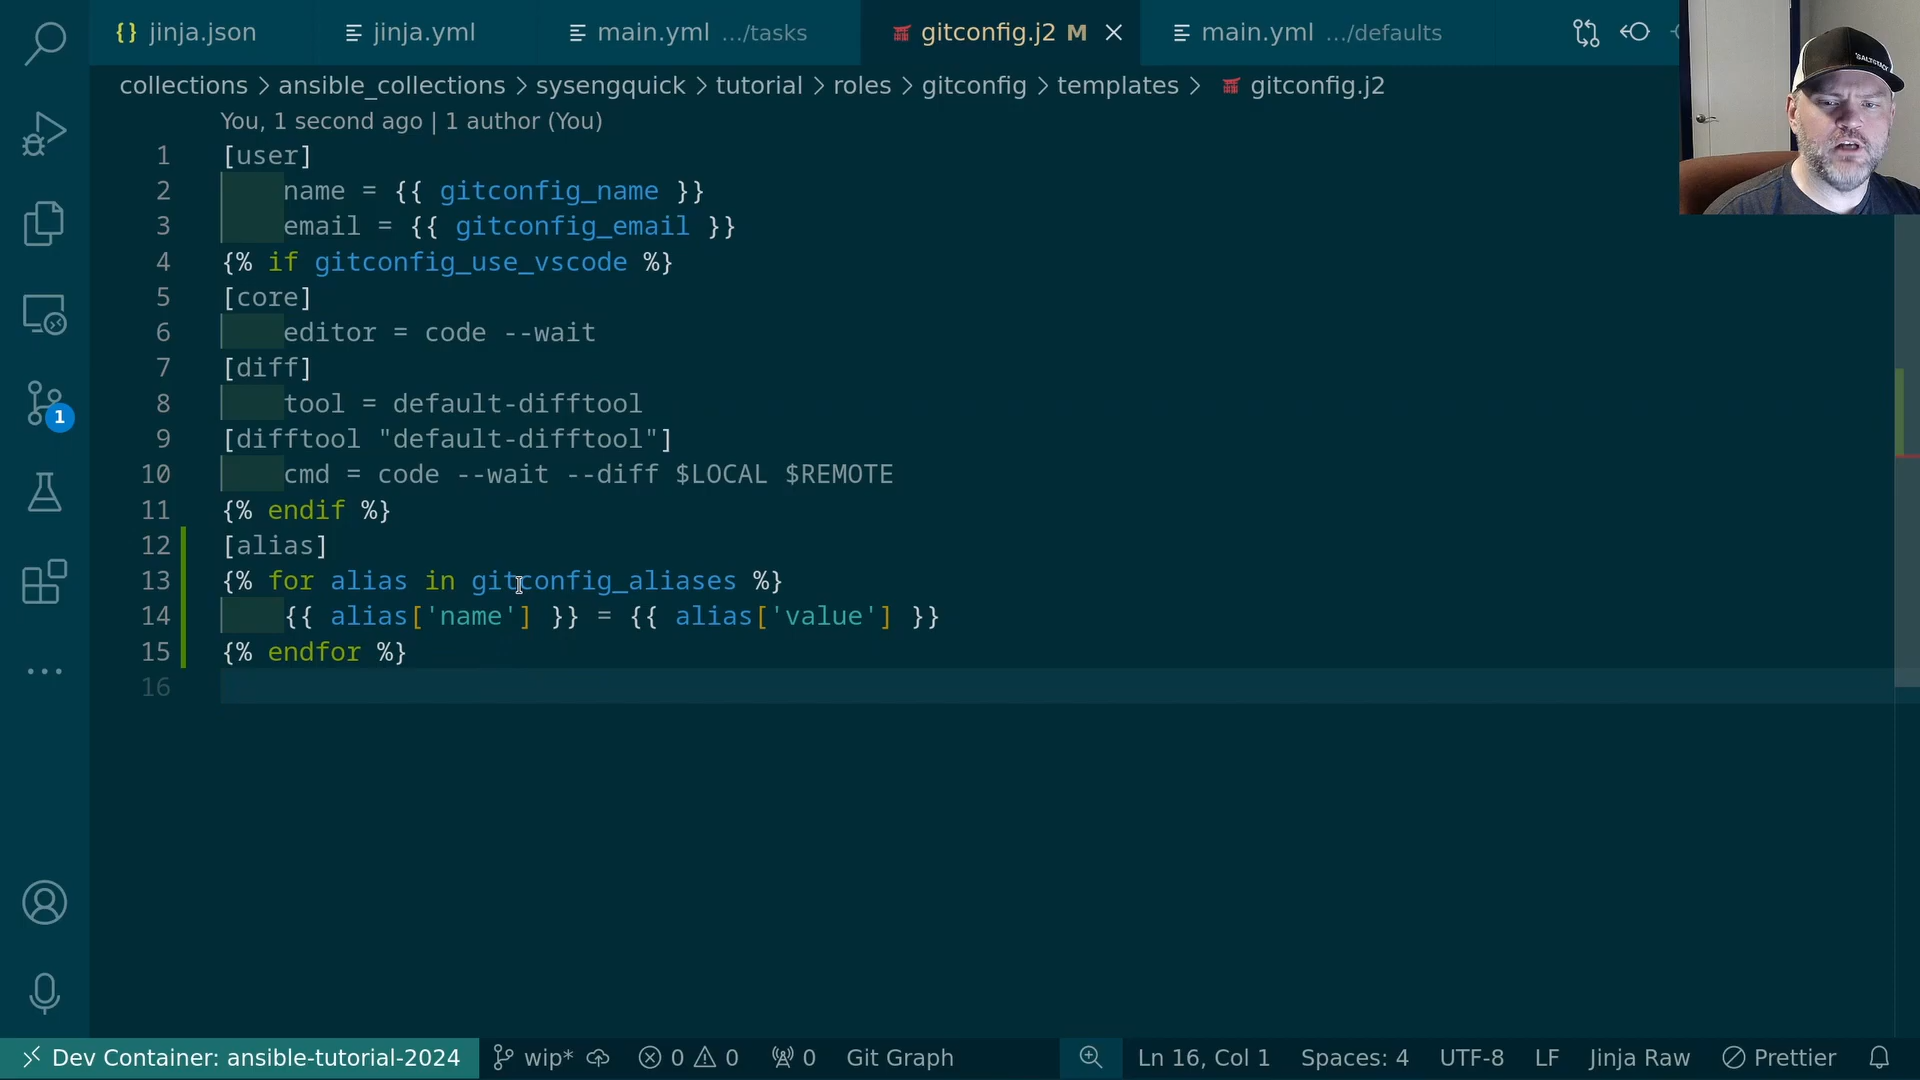 {} jinja.json jinja.yml main.yml .../tasks gitconfig.j2 M main.yml .../defaults
collections > ansible_collections > sysengquick > tutorial > roles > gitconfig > templates > gitconfig.j2
You, 1 second ago | 1 author (You)
1 [user]
2 name = {{ gitconfig_name }}
3 email = {{ gitconfig_email }}
4 {% if gitconfig_use_vscode %}
5 [core]
6 editor = code --wait
7 [diff]
8 tool = default-difftool
9 [difftool "default-difftool"]
10 cmd = code --wait --diff $LOCAL $REMOTE
11 {% endif %}
12 [alias]
13 {% for alias in gitconfig_aliases %}
14 {{ alias['name'] }} = {{ alias['value'] }}
15 {% endfor %}
16
1
SALTSTACK
Dev Container: ansible-tutorial-2024 wip* 0 0 0 Git Graph Ln 16, Col 1 Spaces: 4 UTF-8 LF Jinja Raw Prettier